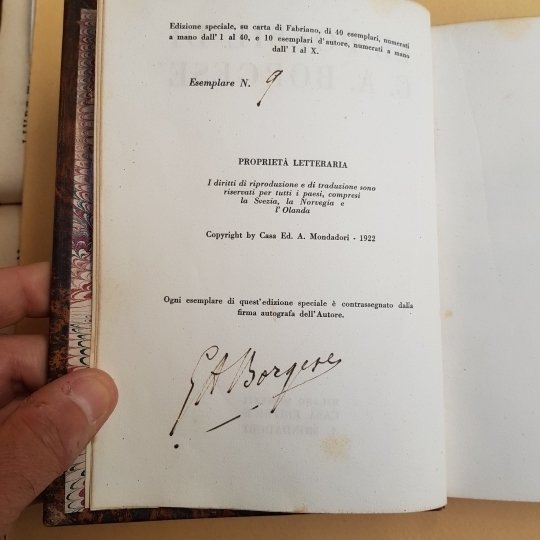 Edizione speciale, su carta di Fabriano, di 40 esemplari, numerati
a mano dall' 1 al 40, e 10 esemplari d'autore, numerati a mano
dall' I al X.
Esemplare N. 9
PROPRIETÀ LETTERARIA
I diritti di riproduzione e di traduzione sono
riservati per tutti i paesi, compresi
la Svezia, la Norvegia e
l'Olanda
Copyright by Casa Ed. A. Mondadori - 1922
Ogni esemplare di quest'edizione speciale è contrassegnato dalla
firma autografa dell'Autore.
G A Borgese